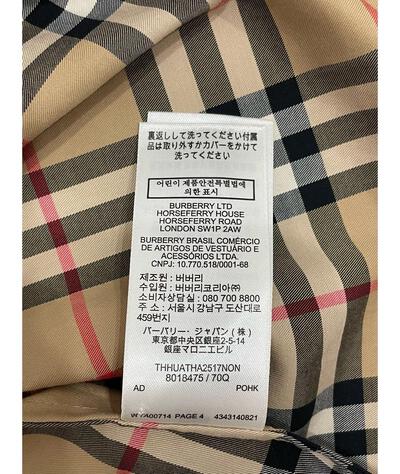 裏返しして洗ってください付属
品は取り外すかカバーをかけて
洗ってください
어린이 제품안전특별법에
의한 표시
BURBERRY LTD
HORSEFERRY HOUSE
HORSEFERRY ROAD
LONDON SW1P 2AW
BURBERRY BRASIL COMÉRCIO
DE ARTIGOS DE VESTUÁRIO E
ACESSÓRIOS LTDA.
CNPJ: 10.770.518/0001-68
제조원 : 버버리
수입원 : 버버리코리아㈜
소비자상담실 : 080 700 8800
주 소 : 서울시 강남구 도산대로
459번지
バーバリー・ジャパン(株)
東京都中央区銀座2-5-14
銀座マロニエビル
THHUATHA2517NON
8018475 / 70Q
AD POHK
WYA00714 PAGE 4 4343140821